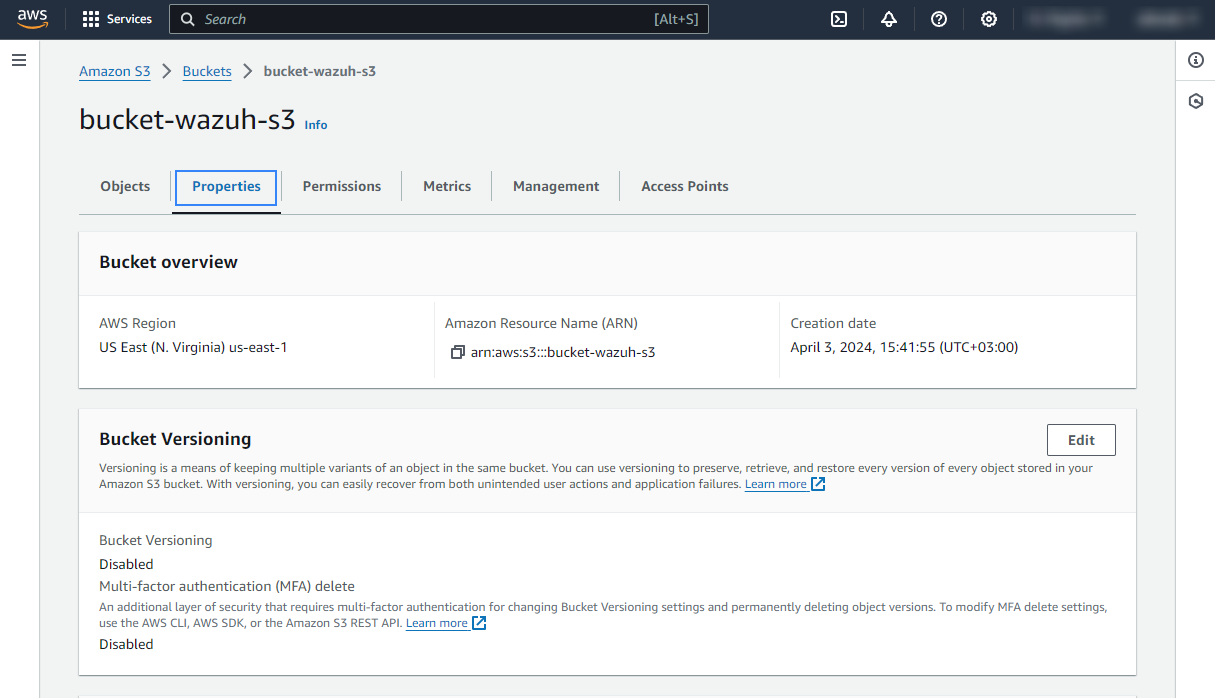 aws Services Search [Alt+S]
Amazon S3 > Buckets > bucket-wazuh-s3
bucket-wazuh-s3 Info
Objects Properties Permissions Metrics Management Access Points
Bucket overview
AWS Region Amazon Resource Name (ARN) Creation date
US East (N. Virginia) us-east-1 arn:aws:s3:::bucket-wazuh-s3 April 3, 2024, 15:41:55 (UTC+03:00)
Bucket Versioning Edit
Versioning is a means of keeping multiple variants of an object in the same bucket. You can use versioning to preserve, retrieve, and restore every version of every object stored in your
Amazon S3 bucket. With versioning, you can easily recover from both unintended user actions and application failures. Learn more
Bucket Versioning
Disabled
Multi-factor authentication (MFA) delete
An additional layer of security that requires multi-factor authentication for changing Bucket Versioning settings and permanently deleting object versions. To modify MFA delete settings,
use the AWS CLI, AWS SDK, or the Amazon S3 REST API. Learn more
Disabled